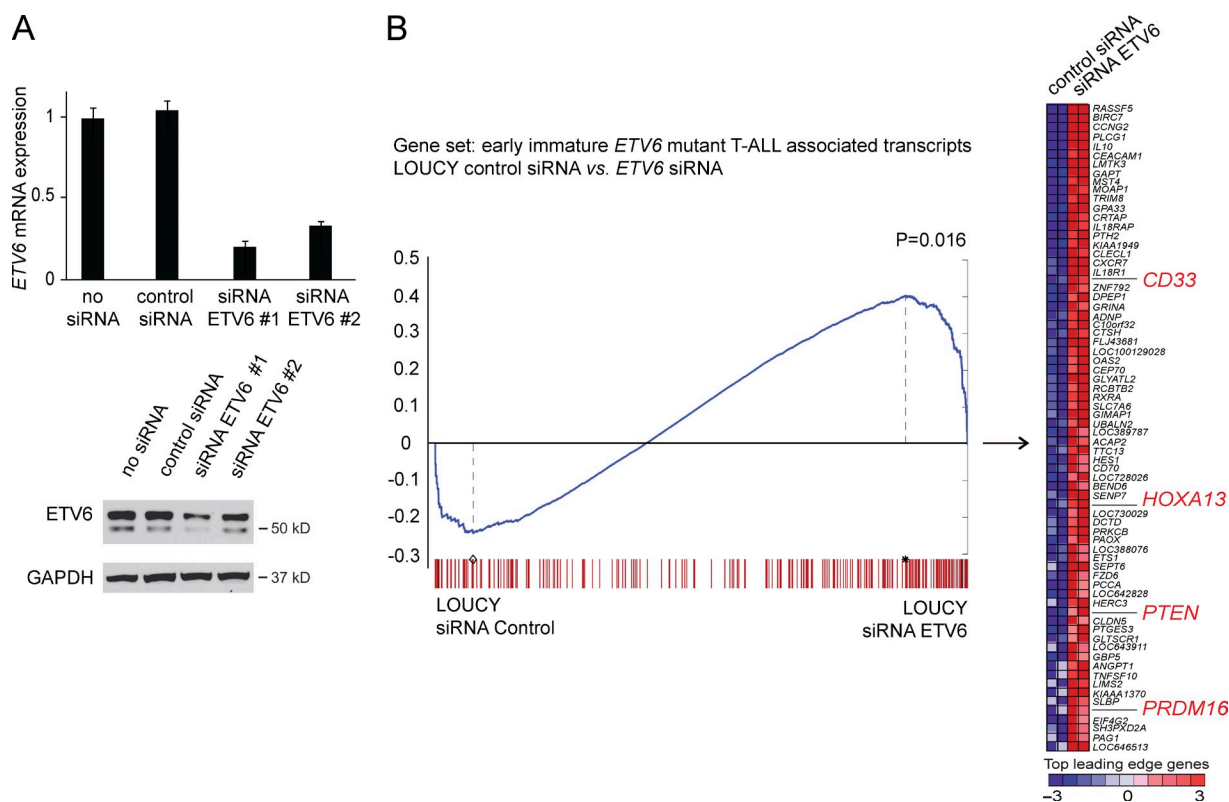 A
B
ETV6 mRNA expression
1
0.5
0
no
siRNA
control
siRNA
siRNA
ETV6 #1
siRNA
ETV6 #2
no siRNA
control siRNA
siRNA ETV6 #1
siRNA ETV6 #2
ETV6
– 50 kD
GAPDH
– 37 kD
Gene set: early immature ETV6 mutant T-ALL associated transcripts
LOUCY control siRNA vs. ETV6 siRNA
P=0.016
0.5
0.4
0.3
0.2
0.1
0
-0.1
-0.2
-0.3
LOUCY
siRNA Control
LOUCY
siRNA ETV6
control siRNA
siRNA ETV6
RASSF5
BIRC7
CCNG2
PLCG1
IL10
CEACAM1
LMTK3
GAPT
MST4
MOAP1
TRIM8
GPA33
CRTAP
IL18RAP
PTH2
KIAA1949
CLECL1
CXCR7
IL18R1
CD33
ZNF792
DPEP1
GRINA
ADNP
C10orf32
CTSH
FLJ43681
LOC100129028
OAS2
CEP70
GLYATL2
RCBTB2
RXRA
SLC7A6
GIMAP1
UBALN2
LOC389787
ACAP2
TTC13
HES1
CD70
LOC728026
BEND6
SENP7
HOXA13
LOC730029
DCTD
PRKCB
PAOX
LOC388076
ETS1
SEPT6
FZD6
PCCA
LOC642828
HERC3
PTEN
CLDN5
PTGES3
GLTSCR1
LOC643911
GBP5
ANGPT1
TNFSF10
LIMS2
KIAAA1370
SLBP
PRDM16
EIF4G2
SH3PXD2A
PAG1
LOC646513
Top leading edge genes
–3
0
3